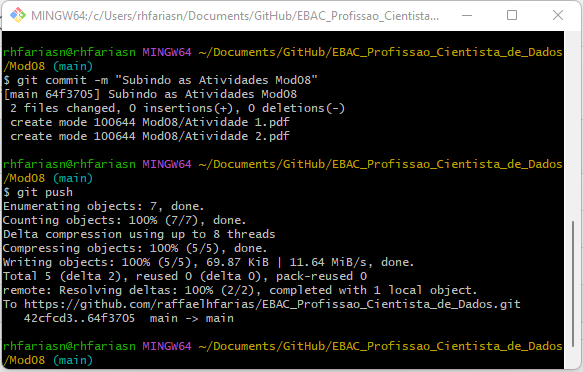 MINGW64:/c/Users/rhfariasn/Documents/GitHub/EBAC_Profissao_Cientista_...
rhfariasn@rhfariasn MINGW64 ~/Documents/GitHub/EBAC_Profissao_Cientista_de_Dados
/Mod08 (main)
$ git commit -m "Subindo as Atividades Mod08"
[main 64f3705] Subindo as Atividades Mod08
 2 files changed, 0 insertions(+), 0 deletions(-)
 create mode 100644 Mod08/Atividade 1.pdf
 create mode 100644 Mod08/Atividade 2.pdf
rhfariasn@rhfariasn MINGW64 ~/Documents/GitHub/EBAC_Profissao_Cientista_de_Dados
/Mod08 (main)
$ git push
Enumerating objects: 7, done.
Counting objects: 100% (7/7), done.
Delta compression using up to 8 threads
Compressing objects: 100% (5/5), done.
Writing objects: 100% (5/5), 69.87 KiB | 11.64 MiB/s, done.
Total 5 (delta 2), reused 0 (delta 0), pack-reused 0
remote: Resolving deltas: 100% (2/2), completed with 1 local object.
To https://github.com/raffaelhfarias/EBAC_Profissao_Cientista_de_Dados.git
   42cfcd3..64f3705  main -> main
rhfariasn@rhfariasn MINGW64 ~/Documents/GitHub/EBAC_Profissao_Cientista_de_Dados
/Mod08 (main)